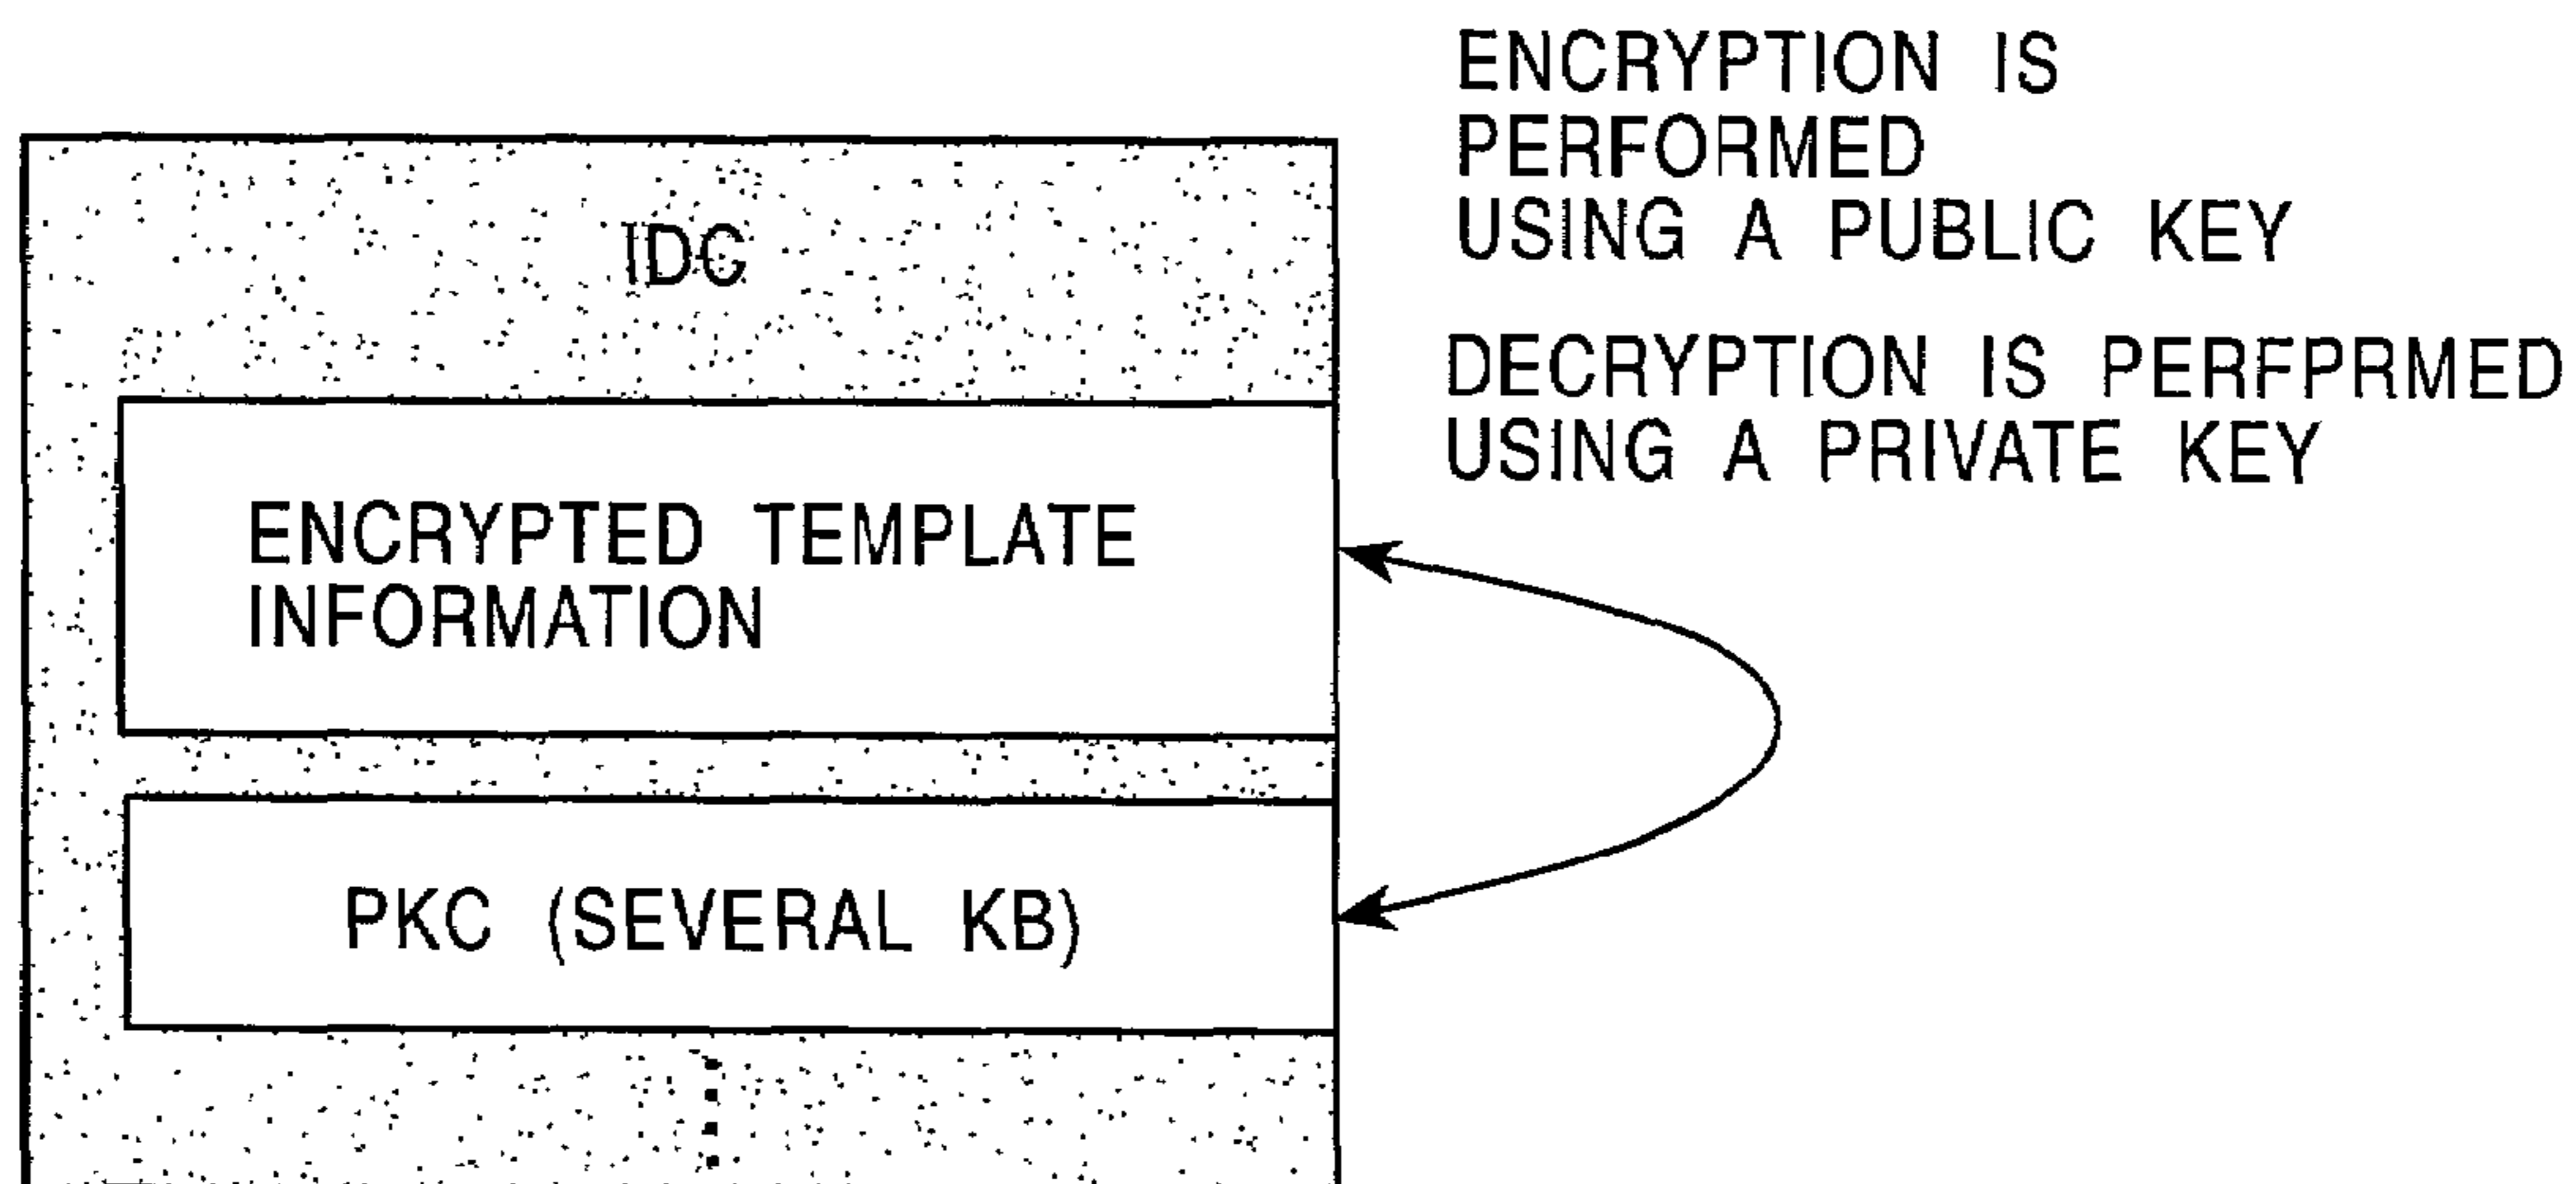 ENCRYPTION IS
PERFORMED
USING A PUBLIC KEY
IDC
DECRYPTION IS PERFPRMED
USING A PRIVATE KEY
ENCRYPTED TEMPLATE
INFORMATION
PKC (SEVERAL KB)